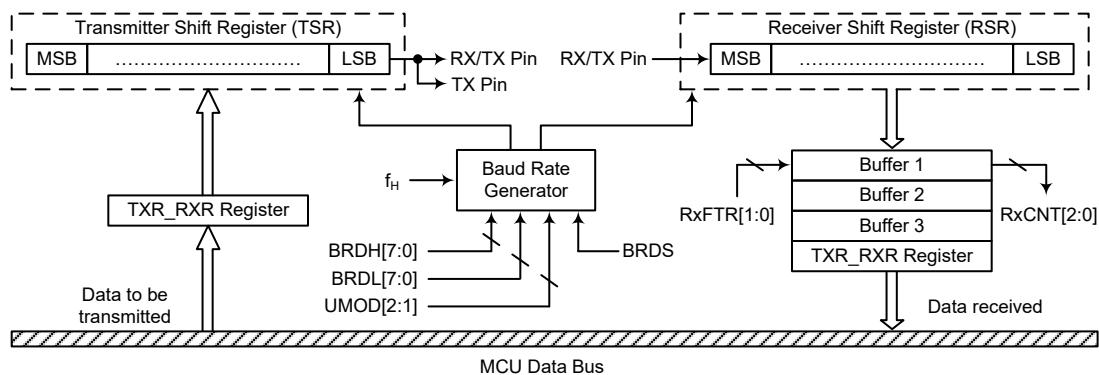 Transmitter Shift Register (TSR)
MSB
..............................
LSB
RX/TX Pin
TX Pin
RX/TX Pin
Receiver Shift Register (RSR)
MSB
..............................
LSB
fH
Baud Rate
Generator
BRDH[7:0]
BRDL[7:0]
UMOD[2:1]
BRDS
TXR_RXR Register
Data to be
transmitted
RxFTR[1:0]
Buffer 1
Buffer 2
Buffer 3
TXR_RXR Register
RxCNT[2:0]
Data received
MCU Data Bus